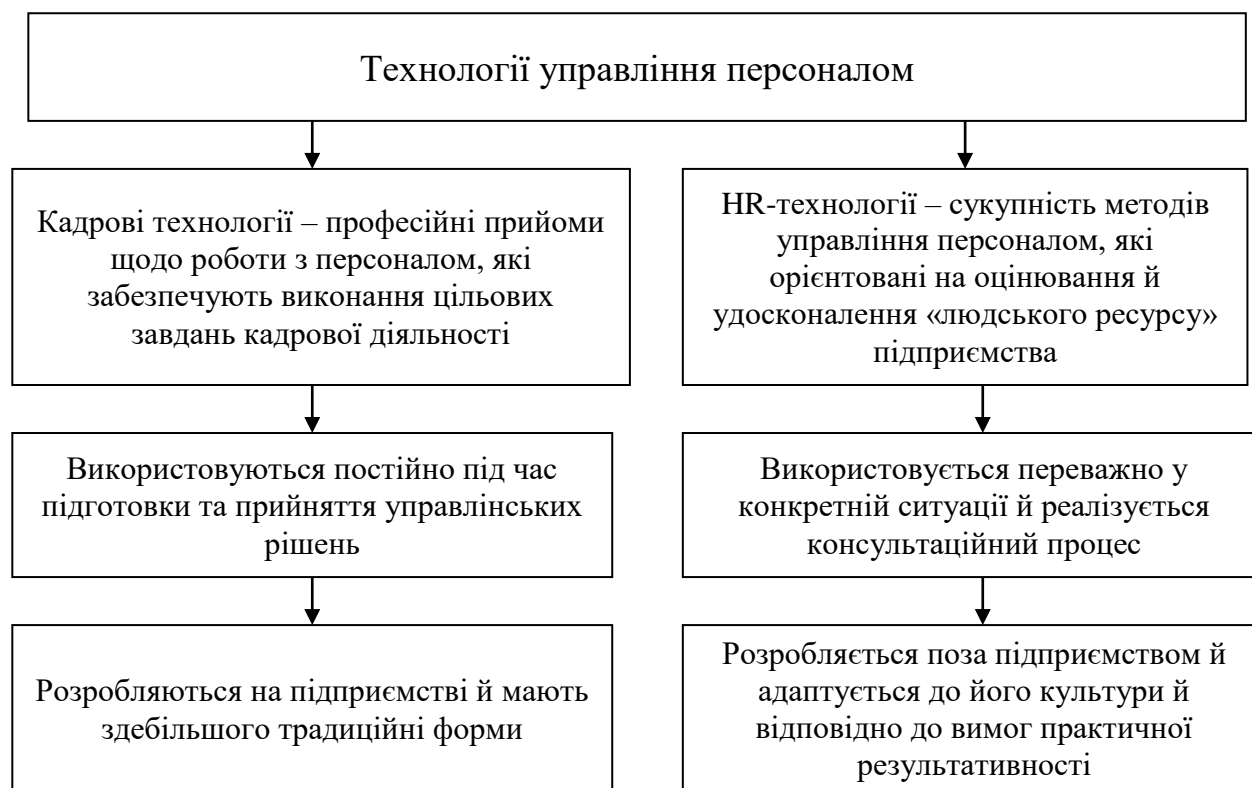 Технології управління персоналом
Кадрові технології – професійні прийоми
щодо роботи з персоналом, які
забезпечують виконання цільових
завдань кадрової діяльності
HR-технології – сукупність методів
управління персоналом, які
орієнтовані на оцінювання й
удосконалення «людського ресурсу»
підприємства
Використовуються постійно під час
підготовки та прийняття управлінських
рішень
Використовується переважно у
конкретній ситуації й реалізується
консультаційний процес
Розробляються на підприємстві й мають
здебільшого традиційні форми
Розробляється поза підприємством й
адаптується до його культури й
відповідно до вимог практичної
результативності